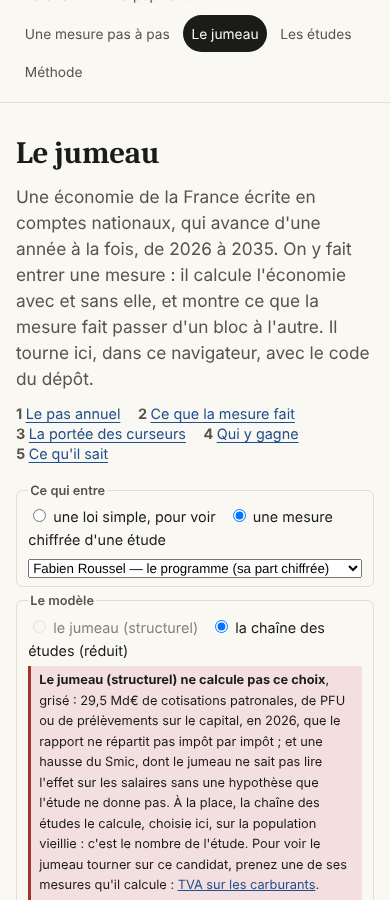 Une mesure pas à pas
Le jumeau
Les études
Méthode
Le jumeau
Une économie de la France écrite en
comptes nationaux, qui avance d'une
année à la fois, de 2026 à 2035. On y fait
entrer une mesure : il calcule l'économie
avec et sans elle, et montre ce que la
mesure fait passer d'un bloc à l'autre. Il
tourne ici, dans ce navigateur, avec le code
du dépôt.
1 Le pas annuel 2 Ce que la mesure fait
3 La portée des curseurs 4 Qui y gagne
5 Ce qu'il sait
Ce qui entre
une loi simple, pour voir une mesure
chiffrée d'une étude
Fabien Roussel — le programme (sa part chiffrée)
Le modèle
le jumeau (structurel) la chaîne des
études (réduit)
Le jumeau (structurel) ne calcule pas ce choix,
grisé : 29,5 Md€ de cotisations patronales, de PFU
ou de prélèvements sur le capital, en 2026, que le
rapport ne répartit pas impôt par impôt ; et une
hausse du Smic, dont le jumeau ne sait pas lire
l'effet sur les salaires sans une hypothèse que
l'étude ne donne pas. À la place, la chaîne des
études le calcule, choisie ici, sur la population
vieillie : c'est le nombre de l'étude. Pour voir le
jumeau tourner sur ce candidat, prenez une de ses
mesures qu'il calcule : TVA sur les carburants.